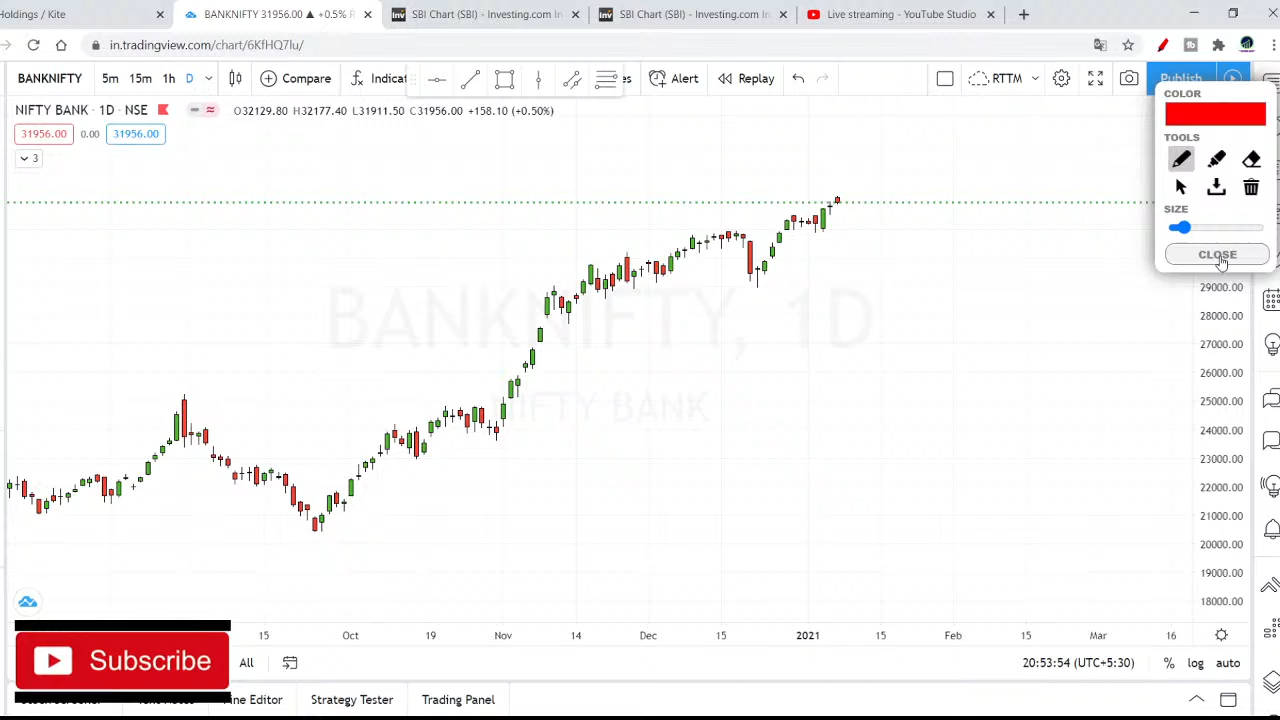 Holdings / Kite
BANKNIFTY 31956.00 ▲ +0.5% R
SBI Chart (SBI) - Investing.com In
SBI Chart (SBI) - Investing.com In
Live streaming - YouTube Studio
in.tradingview.com/chart/6KfHQ7lu/
BANKNIFTY 5m 15m 1h D Compare Indicat es Alert Replay RTTM Publish
COLOR
NIFTY BANK · 1D · NSE O32129.80 H32177.40 L31911.50 C31956.00 +158.10 (+0.50%)
31956.00 0.00 31956.00
TOOLS
3
SIZE
CLOSE
BANKNIFTY, 1D
NIFTY BANK
29000.00
28000.00
27000.00
26000.00
25000.00
24000.00
23000.00
22000.00
21000.00
20000.00
19000.00
18000.00
15 Oct 19 Nov 14 Dec 15 2021 15 Feb 15 Mar 16
Subscribe
All
20:53:54 (UTC+5:30) % log auto
ine Editor Strategy Tester Trading Panel